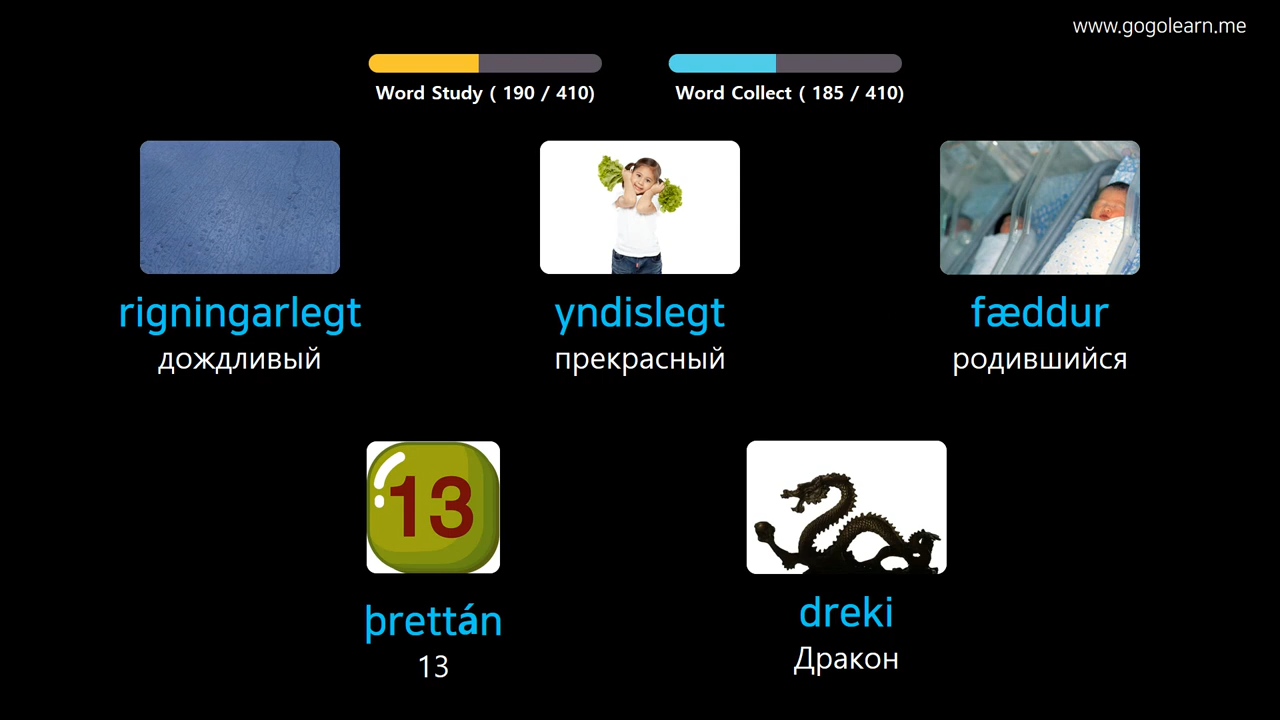 www.gogolearn.me
Word Study ( 190 / 410)
Word Collect ( 185 / 410)
rigningarlegt
дождливый
yndislegt
прекрасный
fæddur
родившийся
13
þrettán
13
dreki
Дракон